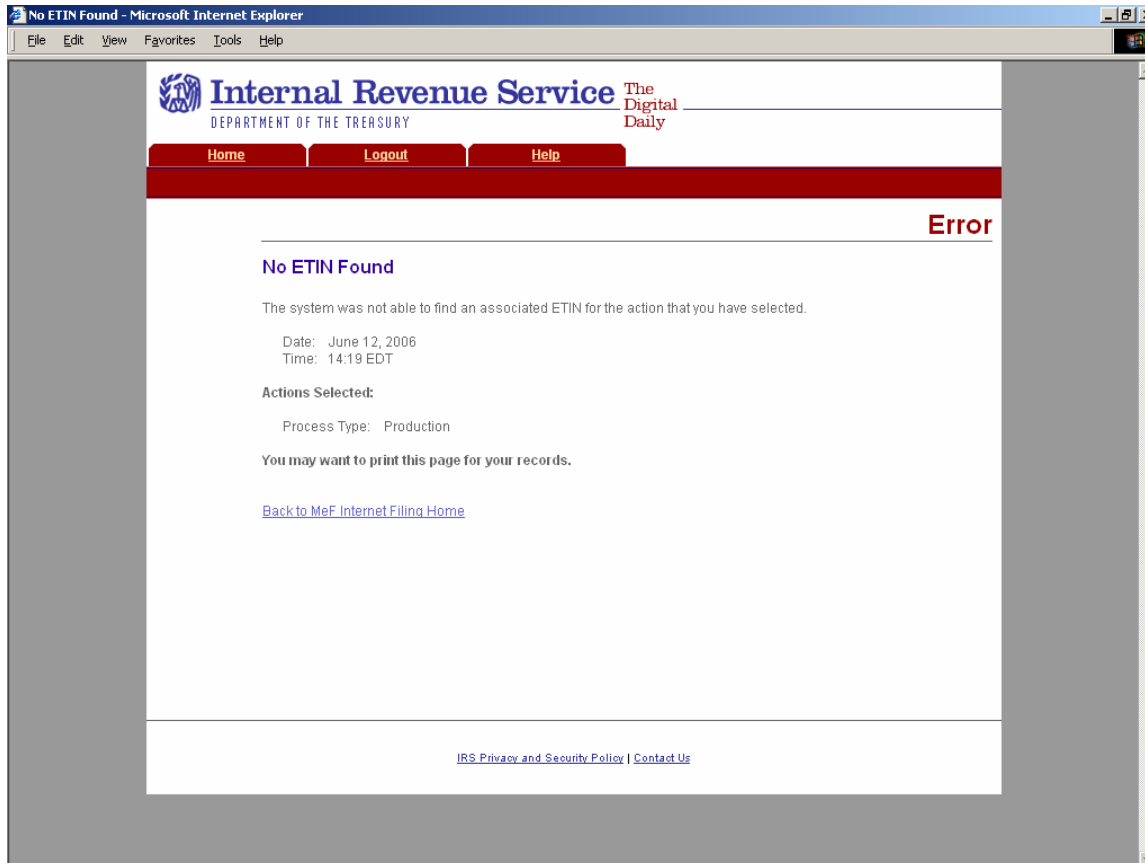 No ETIN Found - Microsoft Internet Explorer
File Edit View Favorites Tools Help
Internal Revenue Service
DEPARTMENT OF THE TREASURY
The
Digital
Daily
Home Logout Help
Error
No ETIN Found
The system was not able to find an associated ETIN for the action that you have selected.
Date: June 12, 2006
Time: 14:19 EDT
Actions Selected:
Process Type: Production
You may want to print this page for your records.
Back to MeF Internet Filing Home
IRS Privacy and Security Policy | Contact Us